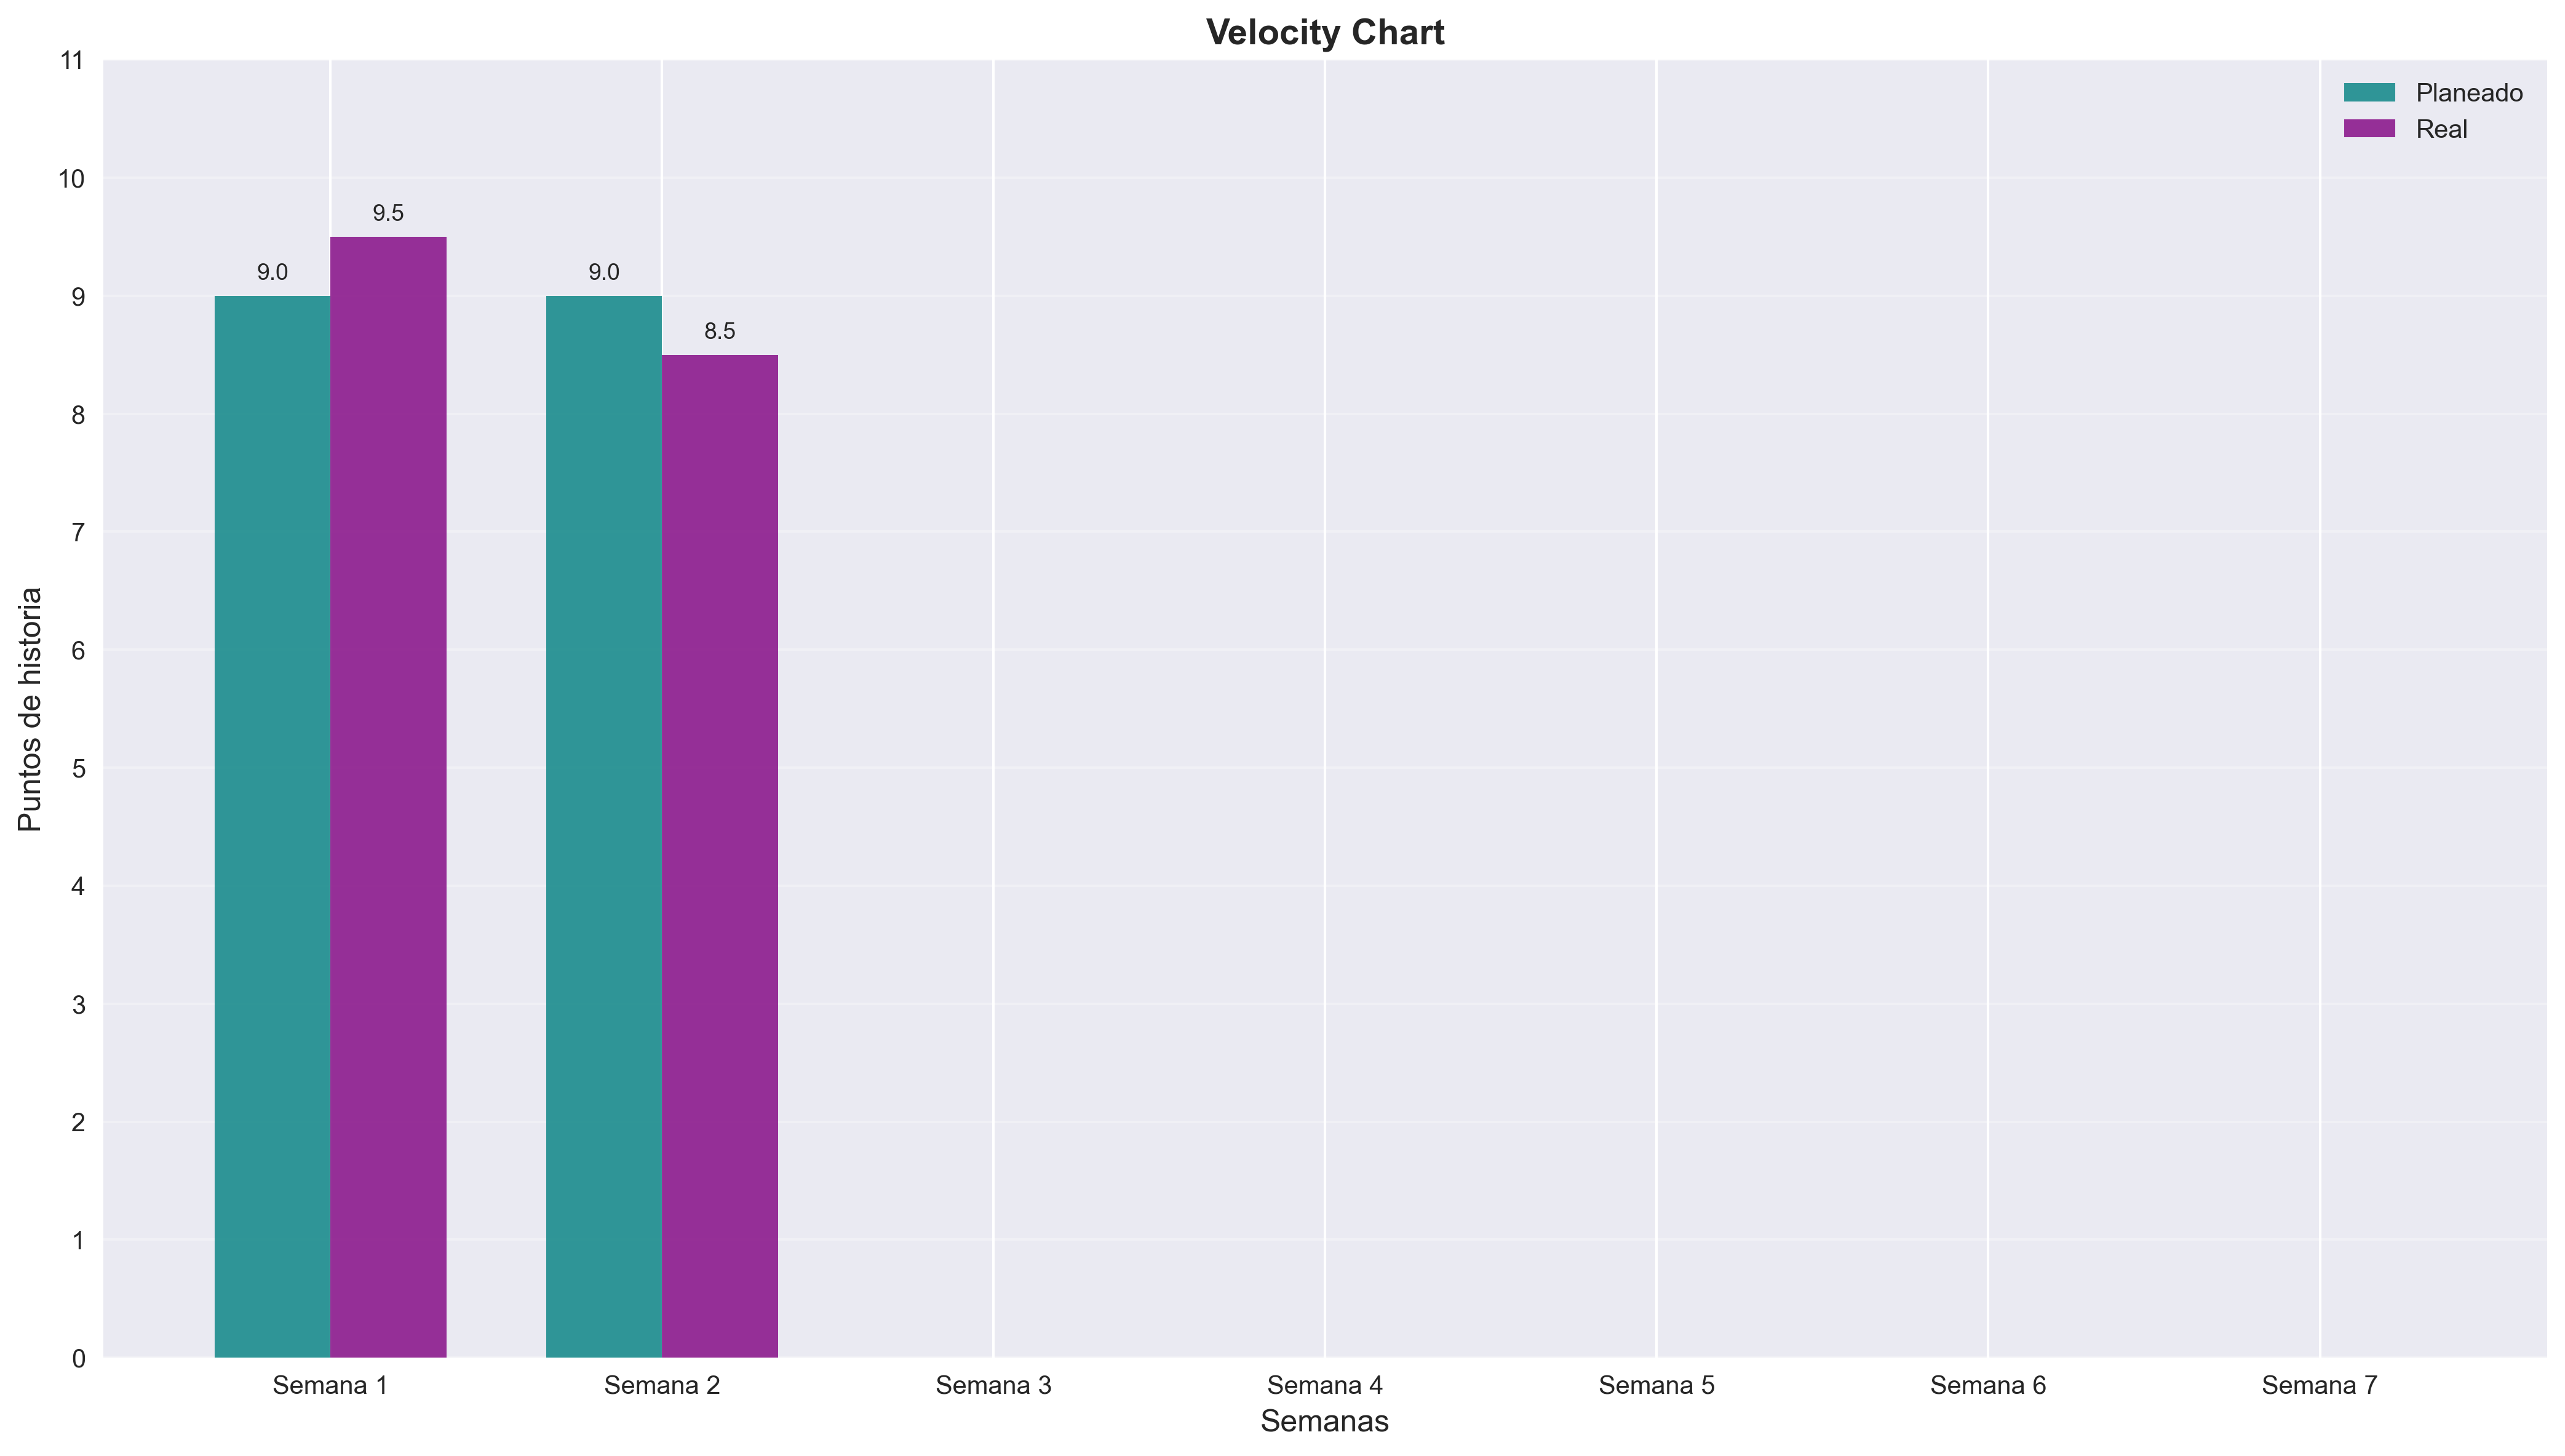 Velocity Chart
Planeado
Real
11
10
9
8
7
6
5
4
3
2
1
0
Puntos de historia
9.0
9.5
9.0
8.5
Semana 1
Semana 2
Semana 3
Semana 4
Semana 5
Semana 6
Semana 7
Semanas